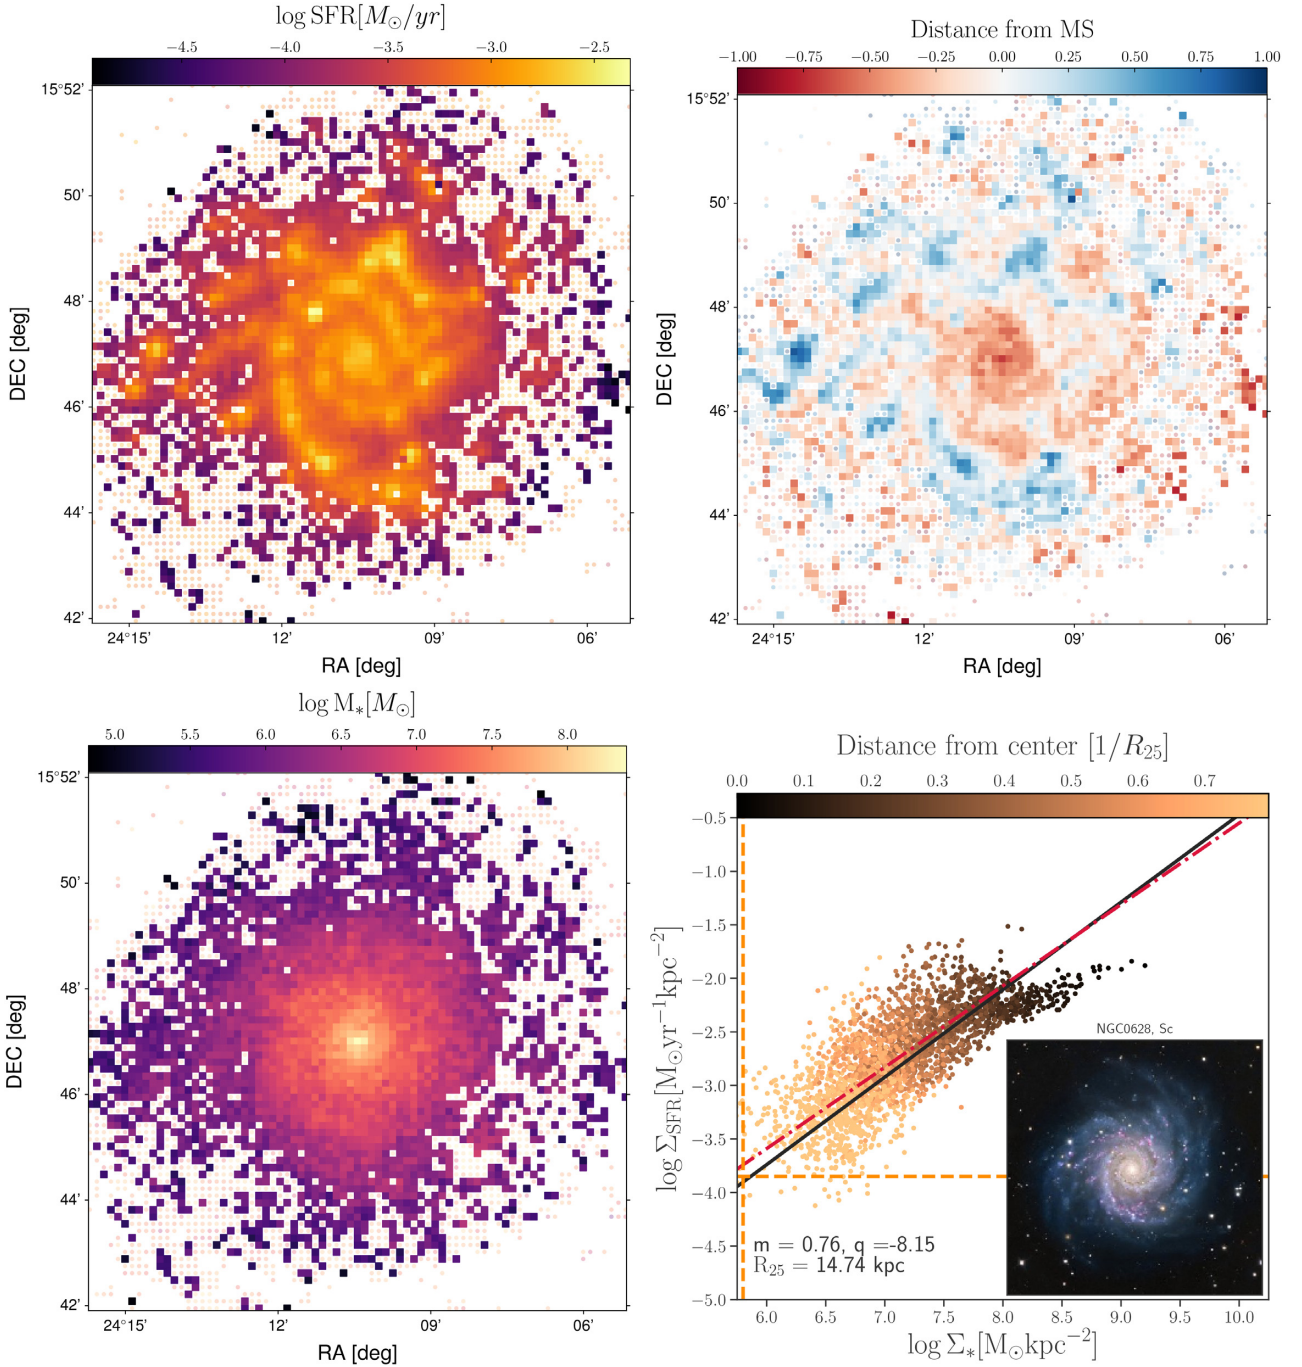 log SFR[M⊙/yr]
−4.5 −4.0 −3.5 −3.0 −2.5
15°52'
50'
48'
46'
44'
42'
DEC [deg]
24°15' 12' 09' 06'
RA [deg]
Distance from MS
−1.00 −0.75 −0.50 −0.25 0.00 0.25 0.50 0.75 1.00
15°52'
50'
48'
46'
44'
42'
DEC [deg]
24°15' 12' 09' 06'
RA [deg]
log M*[M⊙]
5.0 5.5 6.0 6.5 7.0 7.5 8.0
15°52'
50'
48'
46'
44'
42'
DEC [deg]
24°15' 12' 09' 06'
RA [deg]
Distance from center [1/R25]
0.0 0.1 0.2 0.3 0.4 0.5 0.6 0.7
−0.5
−1.0
−1.5
−2.0
−2.5
−3.0
−3.5
−4.0
−4.5
−5.0
log ΣSFR[M⊙yr−1kpc−2]
NGC0628, Sc
m = 0.76, q =-8.15
R25 = 14.74 kpc
6.0 6.5 7.0 7.5 8.0 8.5 9.0 9.5 10.0
log Σ*[M⊙kpc−2]